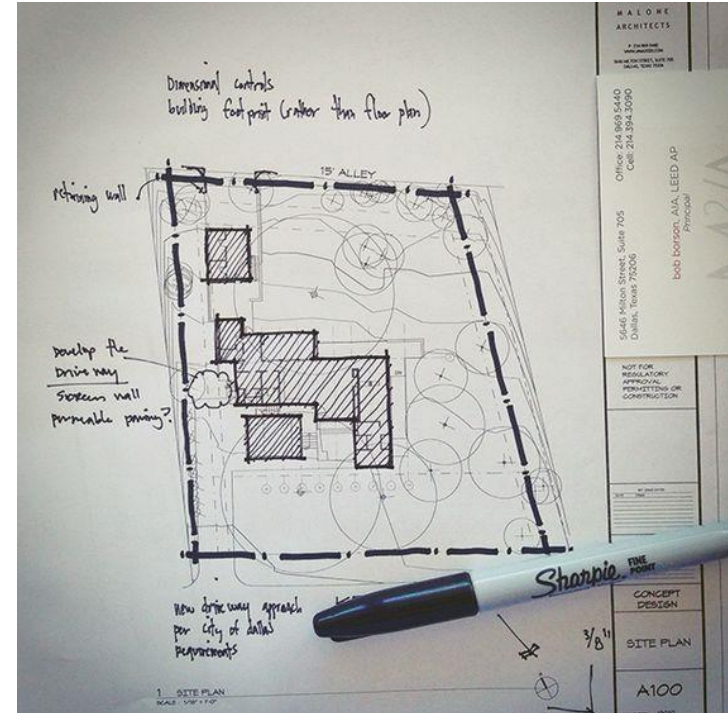 MALONE
ARCHITECTS
Dimensional controls
building footprint (rather than floor plan)
15' ALLEY
retaining wall
Office: 214.969.5440
Cell: 214.394.3090
bob borson, AIA, LEED AP
Principal
5646 Milton Street, Suite 705
Dallas, Texas 75206
Develop the
Driveway
Screen wall
permeable paving?
NOT FOR
REGULATORY
APPROVAL
PERMITTING OR
CONSTRUCTION
Sharpie
FINE
POINT
new driveway approach
per city of dallas
requirements
CONCEPT
DESIGN
3/8"
SITE PLAN
A100
1 SITE PLAN